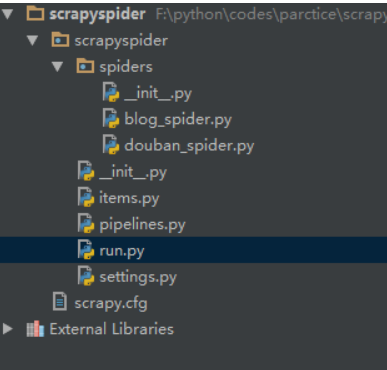 scrapyspider F:\python\codes\parctice\scrapy
scrapyspider
spiders
__init__.py
blog_spider.py
douban_spider.py
__init__.py
items.py
pipelines.py
run.py
settings.py
scrapy.cfg
External Libraries